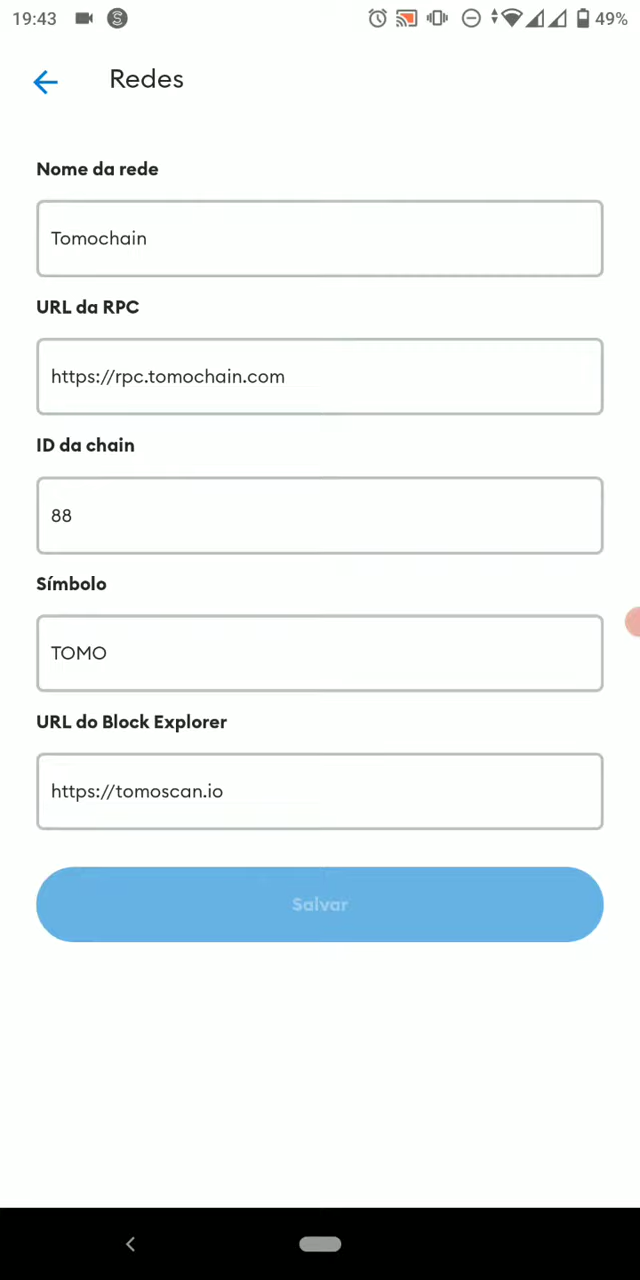 19:43
49%
Redes
Nome da rede
Tomochain
URL da RPC
https://rpc.tomochain.com
ID da chain
88
Símbolo
TOMO
URL do Block Explorer
https://tomoscan.io
Salvar